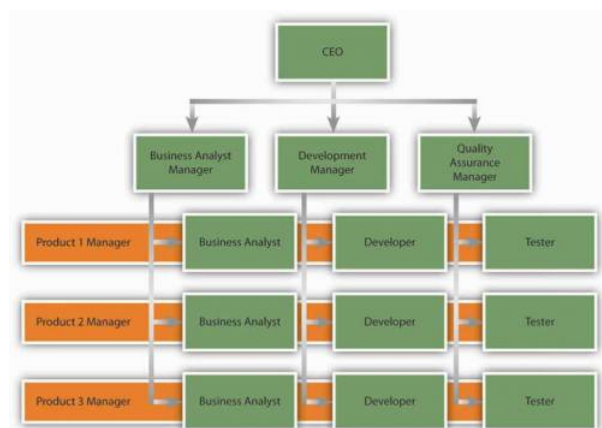 CEO
Business Analyst
Manager
Development
Manager
Quality
Assurance
Manager
Product 1 Manager
Business Analyst
Developer
Tester
Product 2 Manager
Business Analyst
Developer
Tester
Product 3 Manager
Business Analyst
Developer
Tester